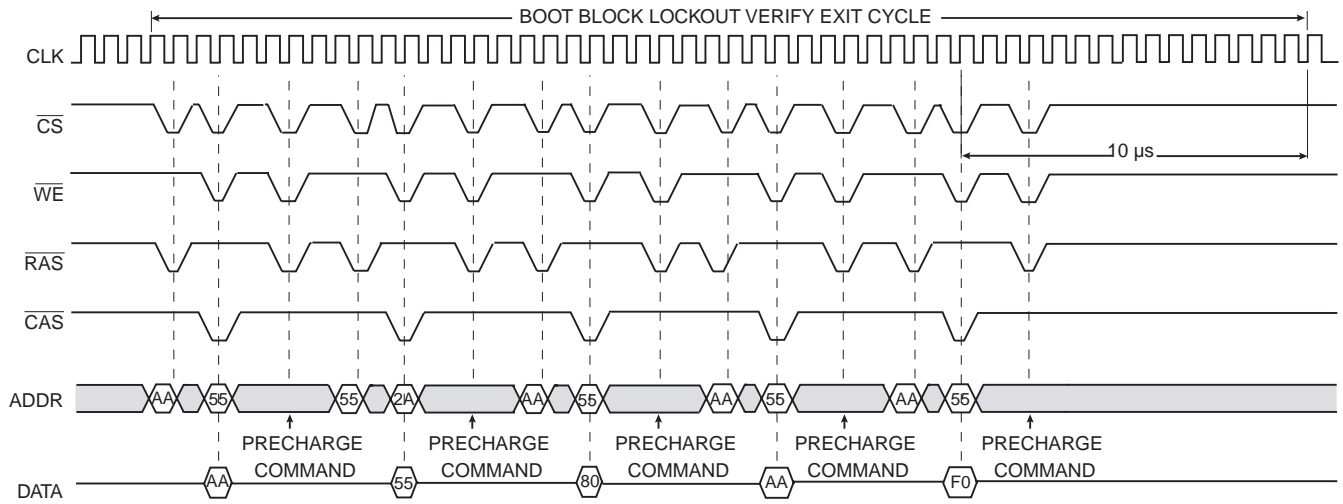 BOOT BLOCK LOCKOUT VERIFY EXIT CYCLE
CLK
CS
10 µs
WE
RAS
CAS
ADDR
AA 55 55 2A AA 55 AA 55 AA 55
PRECHARGE COMMAND
PRECHARGE COMMAND
PRECHARGE COMMAND
PRECHARGE COMMAND
PRECHARGE COMMAND
DATA
AA 55 80 AA F0